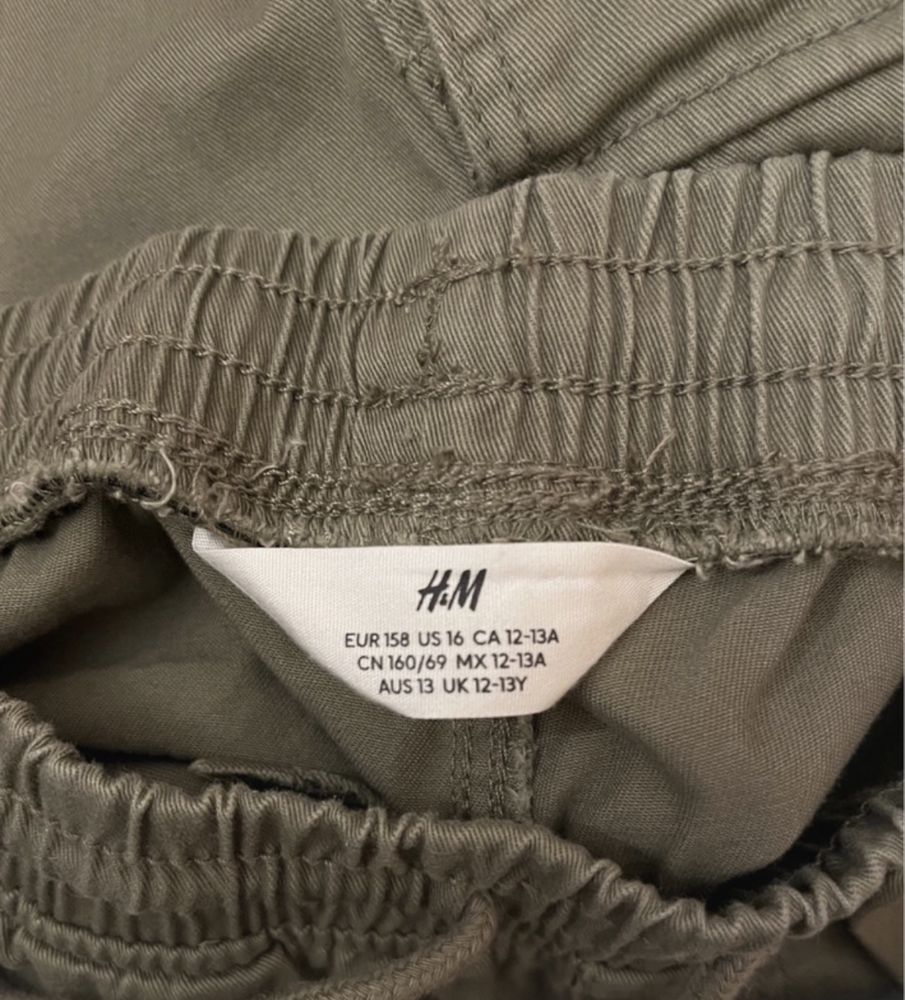 H&M
EUR 158 US 16 CA 12-13A
CN 160/69 MX 12-13A
AUS 13 UK 12-13Y